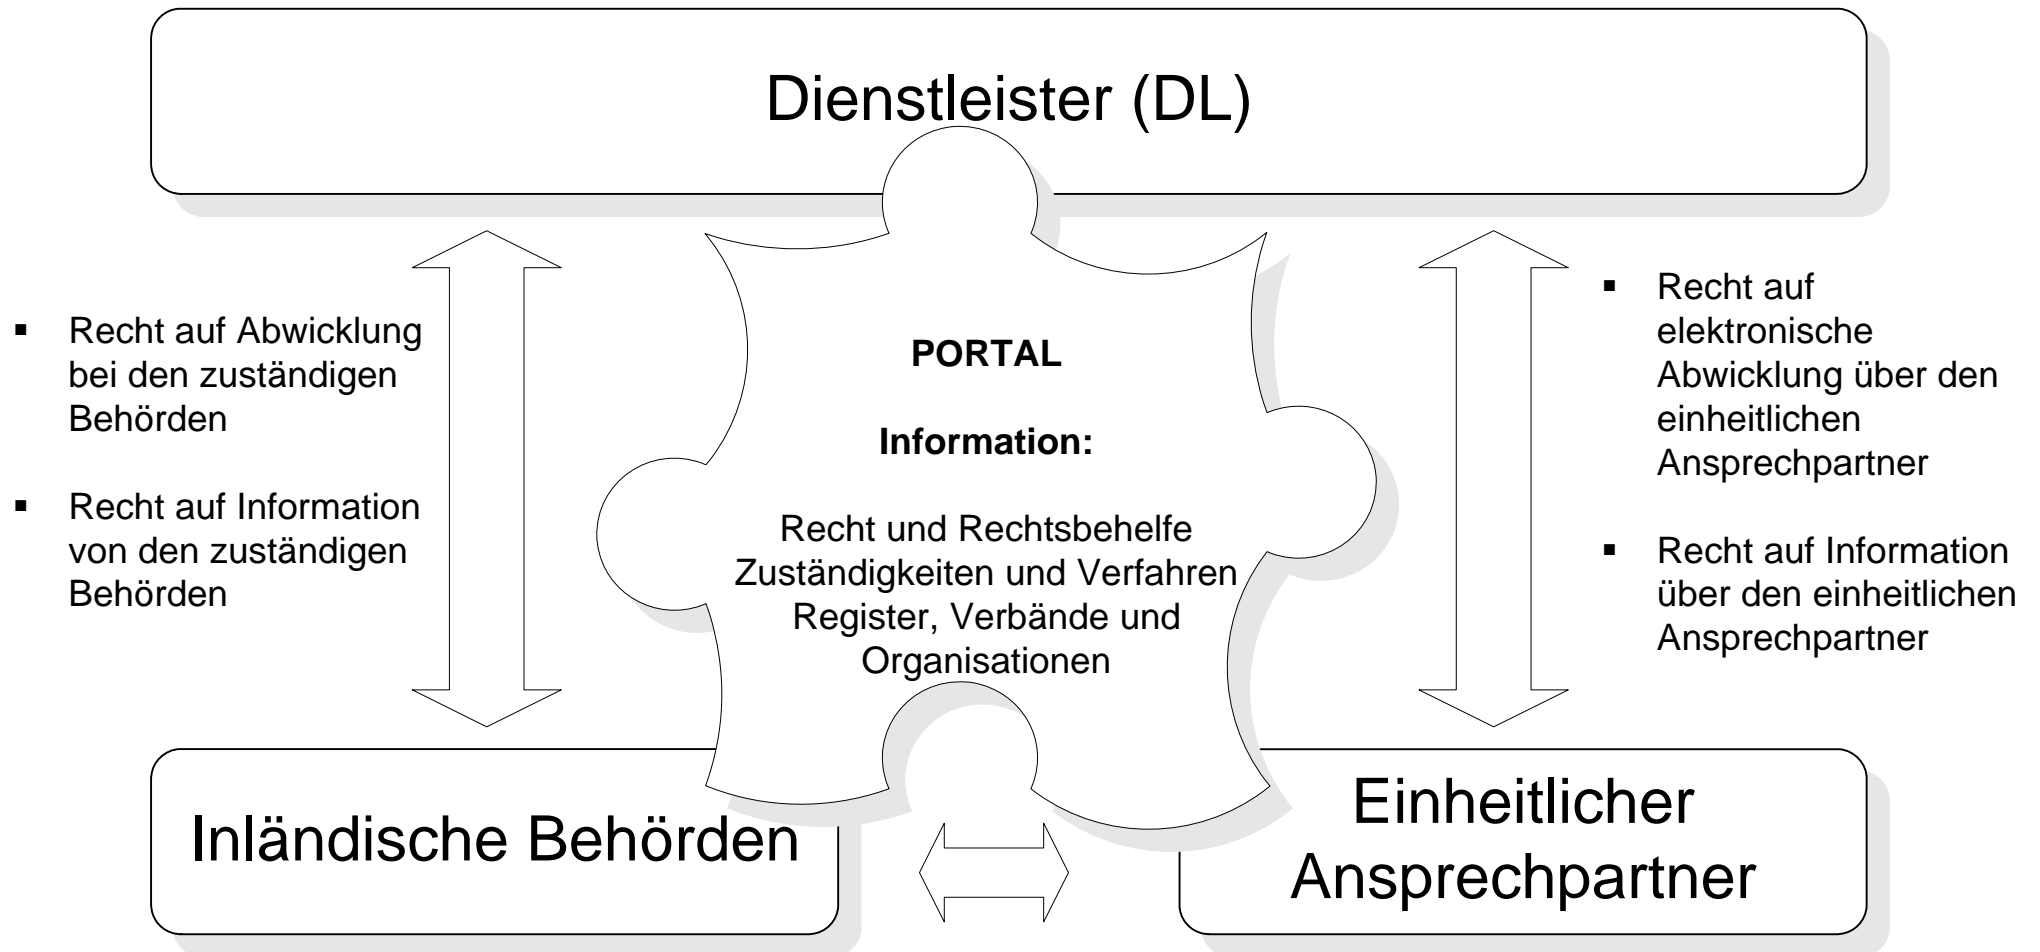 Dienstleister (DL)
▪ Recht auf Abwicklung
bei den zuständigen
Behörden
▪ Recht auf Information
von den zuständigen
Behörden
PORTAL
Information:
Recht und Rechtsbehelfe
Zuständigkeiten und Verfahren
Register, Verbände und
Organisationen
▪ Recht auf
elektronische
Abwicklung über den
einheitlichen
Ansprechpartner
▪ Recht auf Information
über den einheitlichen
Ansprechpartner
Inländische Behörden
Einheitlicher
Ansprechpartner